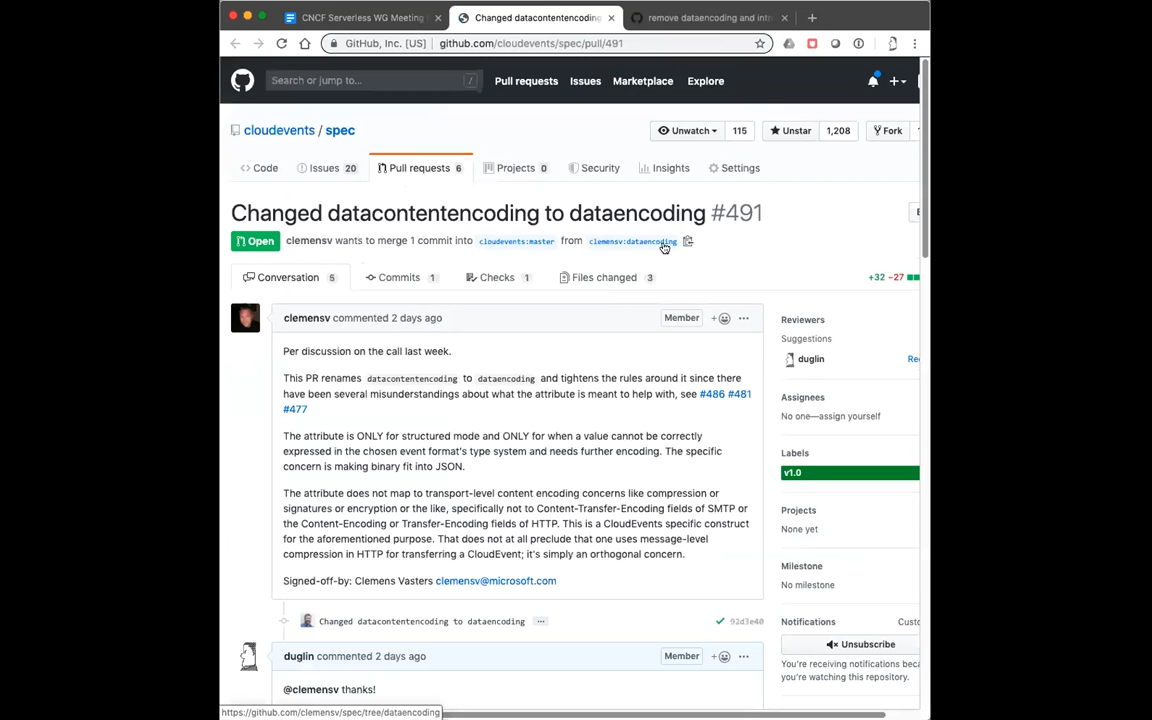 CNCF Serverless WG Meeting
Changed datacontentencoding
remove dataencoding and intr
GitHub, Inc. [US]
github.com/cloudevents/spec/pull/491
Search or jump to...
/
Pull requests
Issues
Marketplace
Explore
cloudevents / spec
Unwatch
115
Unstar
1,208
Fork
Code
Issues 20
Pull requests 6
Projects 0
Security
Insights
Settings
Changed datacontentencoding to dataencoding #491
Open
clemensv wants to merge 1 commit into cloudevents:master from clemensv:dataencoding
Conversation 5
Commits 1
Checks 1
Files changed 3
+32 −27
clemensv commented 2 days ago
Member
Per discussion on the call last week.
This PR renames datacontentencoding to dataencoding and tightens the rules around it since there
have been several misunderstandings about what the attribute is meant to help with, see #486 #481
#477
The attribute is ONLY for structured mode and ONLY for when a value cannot be correctly
expressed in the chosen event format's type system and needs further encoding. The specific
concern is making binary fit into JSON.
The attribute does not map to transport-level content encoding concerns like compression or
signatures or encryption or the like, specifically not to Content-Transfer-Encoding fields of SMTP or
the Content-Encoding or Transfer-Encoding fields of HTTP. This is a CloudEvents specific construct
for the aforementioned purpose. That does not at all preclude that one uses message-level
compression in HTTP for transferring a CloudEvent; it's simply an orthogonal concern.
Signed-off-by: Clemens Vasters clemensv@microsoft.com
Changed datacontentencoding to dataencoding
92d3e40
duglin commented 2 days ago
Member
@clemensv thanks!
Reviewers
Suggestions
duglin
Rec
Assignees
No one—assign yourself
Labels
v1.0
Projects
None yet
Milestone
No milestone
Notifications
Custo
Unsubscribe
You're receiving notifications beca
you're watching this repository.
https://github.com/clemensv/spec/tree/dataencoding